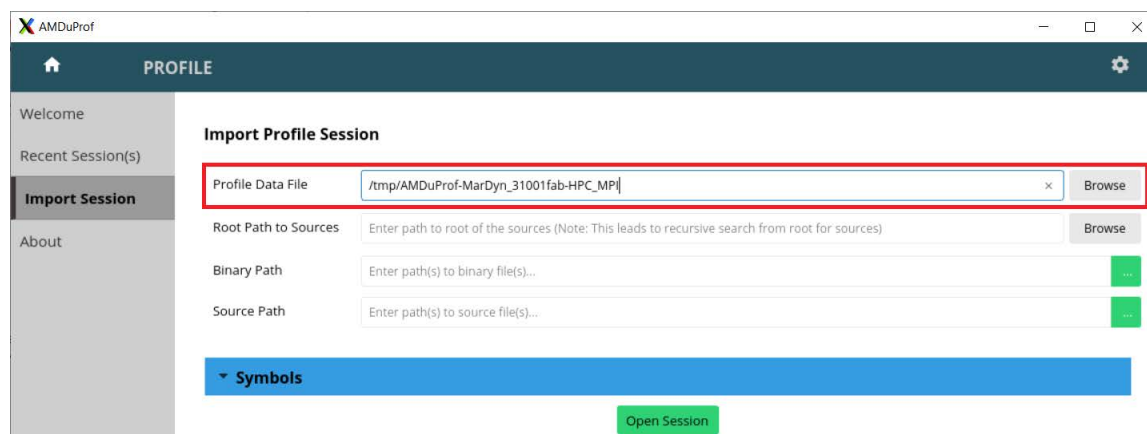 AMDuProf
PROFILE
Welcome
Recent Session(s)
Import Session
About
Import Profile Session
Profile Data File /tmp/AMDuProf-MarDyn_31001fab-HPC_MPI × Browse
Root Path to Sources Enter path to root of the sources (Note: This leads to recursive search from root for sources) Browse
Binary Path Enter path(s) to binary file(s)... ...
Source Path Enter path(s) to source file(s)... ...
Symbols
Open Session